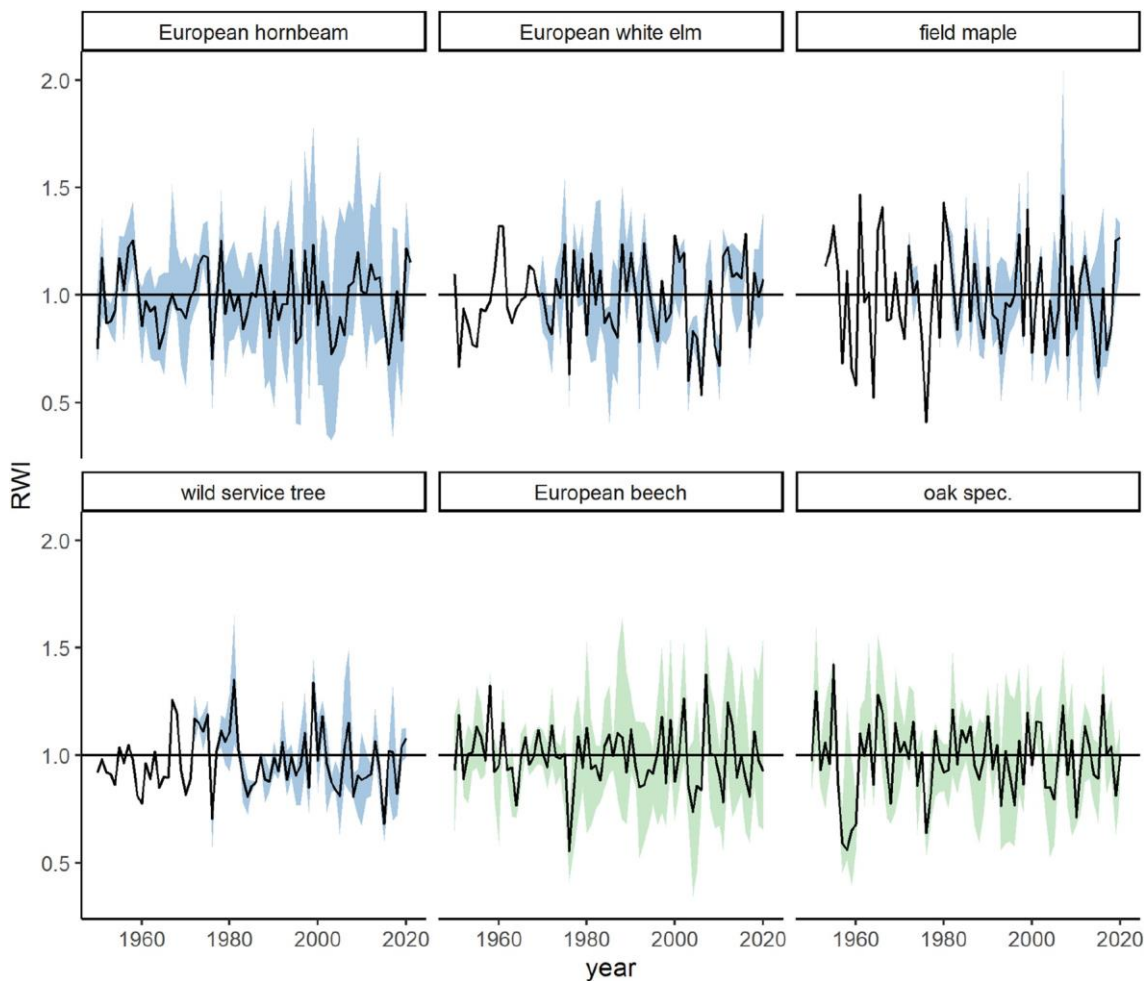 European hornbeam
European white elm
field maple
2.0
1.5
1.0
0.5
RWI
wild service tree
European beech
oak spec.
2.0
1.5
1.0
0.5
1960 1980 2000 2020
1960 1980 2000 2020
1960 1980 2000 2020
year